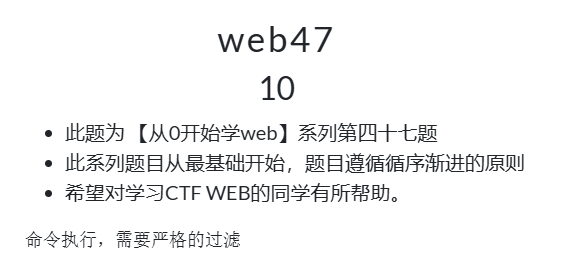 web47
10
此题为 【从0开始学web】系列第四十七题
此系列题目从最基础开始，题目遵循循序渐进的原则
希望对学习CTF WEB的同学有所帮助。
命令执行，需要严格的过滤